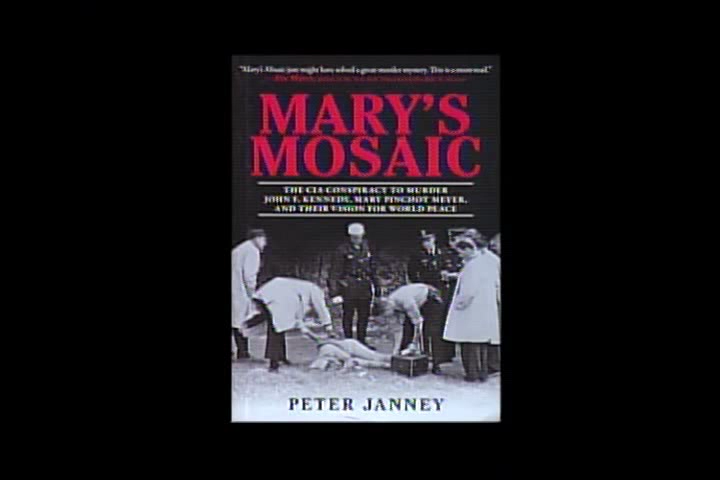 "Mary's Mosaic just might have solved a great murder mystery. This is a must-read."
MARY'S
MOSAIC
THE CIA CONSPIRACY TO MURDER
JOHN F. KENNEDY, MARY PINCHOT MEYER,
AND THEIR VISION FOR WORLD PEACE
PETER JANNEY